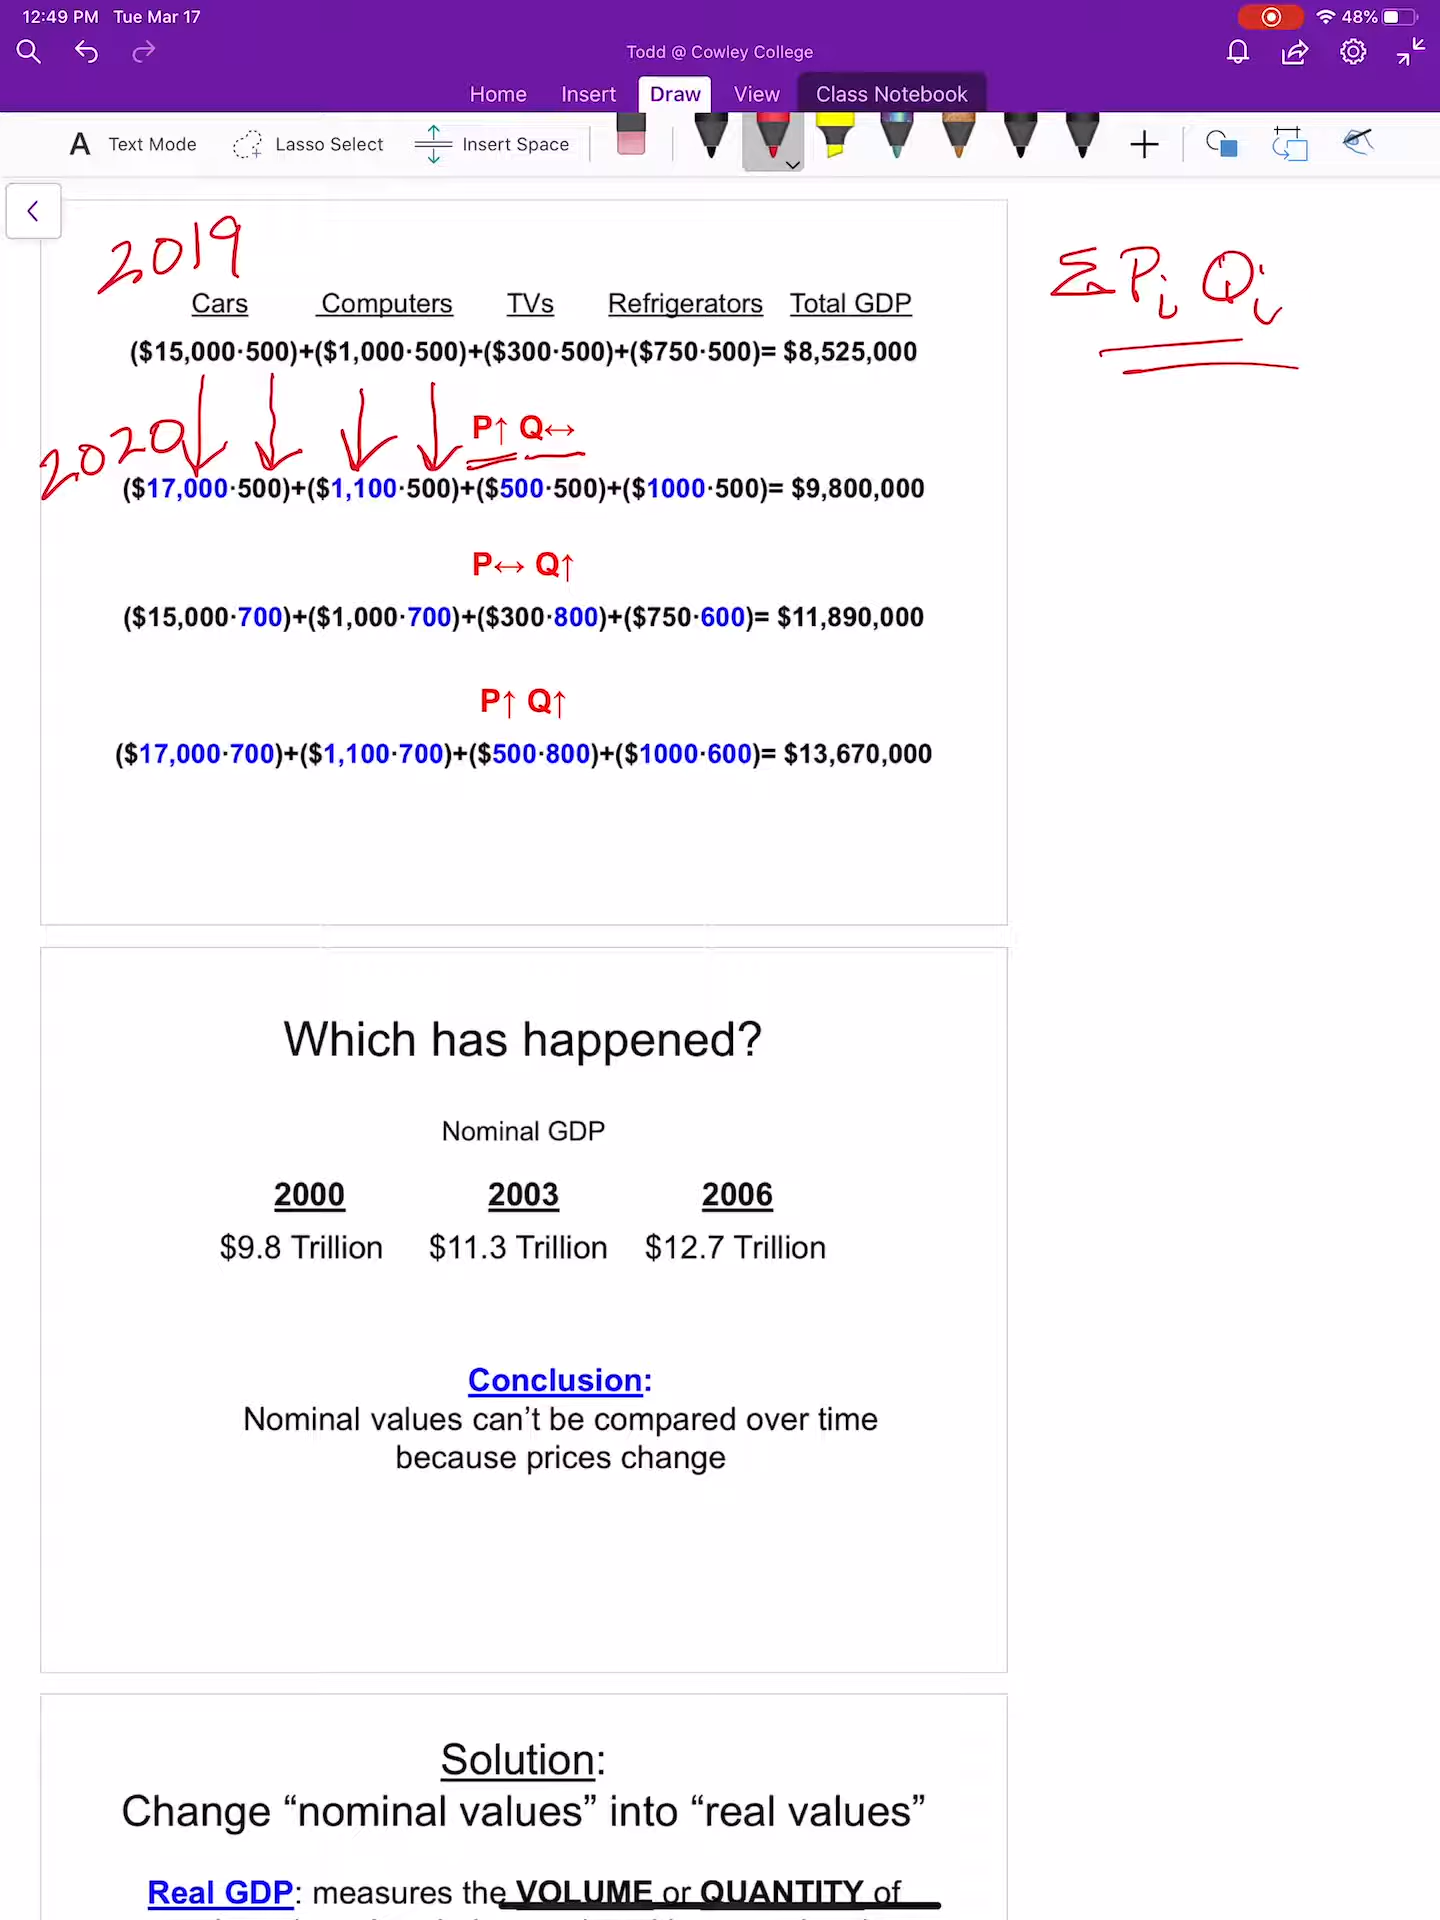 12:49 PM Tue Mar 17 48%
Todd @ Cowley College
Home Insert Draw View Class Notebook
A Text Mode Lasso Select Insert Space
2019
Σ Pi Qi
Cars Computers TVs Refrigerators Total GDP
($15,000·500)+($1,000·500)+($300·500)+($750·500)= $8,525,000
2020
P↑ Q↔
($17,000·500)+($1,100·500)+($500·500)+($1000·500)= $9,800,000
P↔ Q↑
($15,000·700)+($1,000·700)+($300·800)+($750·600)= $11,890,000
P↑ Q↑
($17,000·700)+($1,100·700)+($500·800)+($1000·600)= $13,670,000
Which has happened?
Nominal GDP
2000 2003 2006
$9.8 Trillion $11.3 Trillion $12.7 Trillion
Conclusion:
Nominal values can’t be compared over time
because prices change
Solution:
Change “nominal values” into “real values”
Real GDP: measures the VOLUME or QUANTITY of